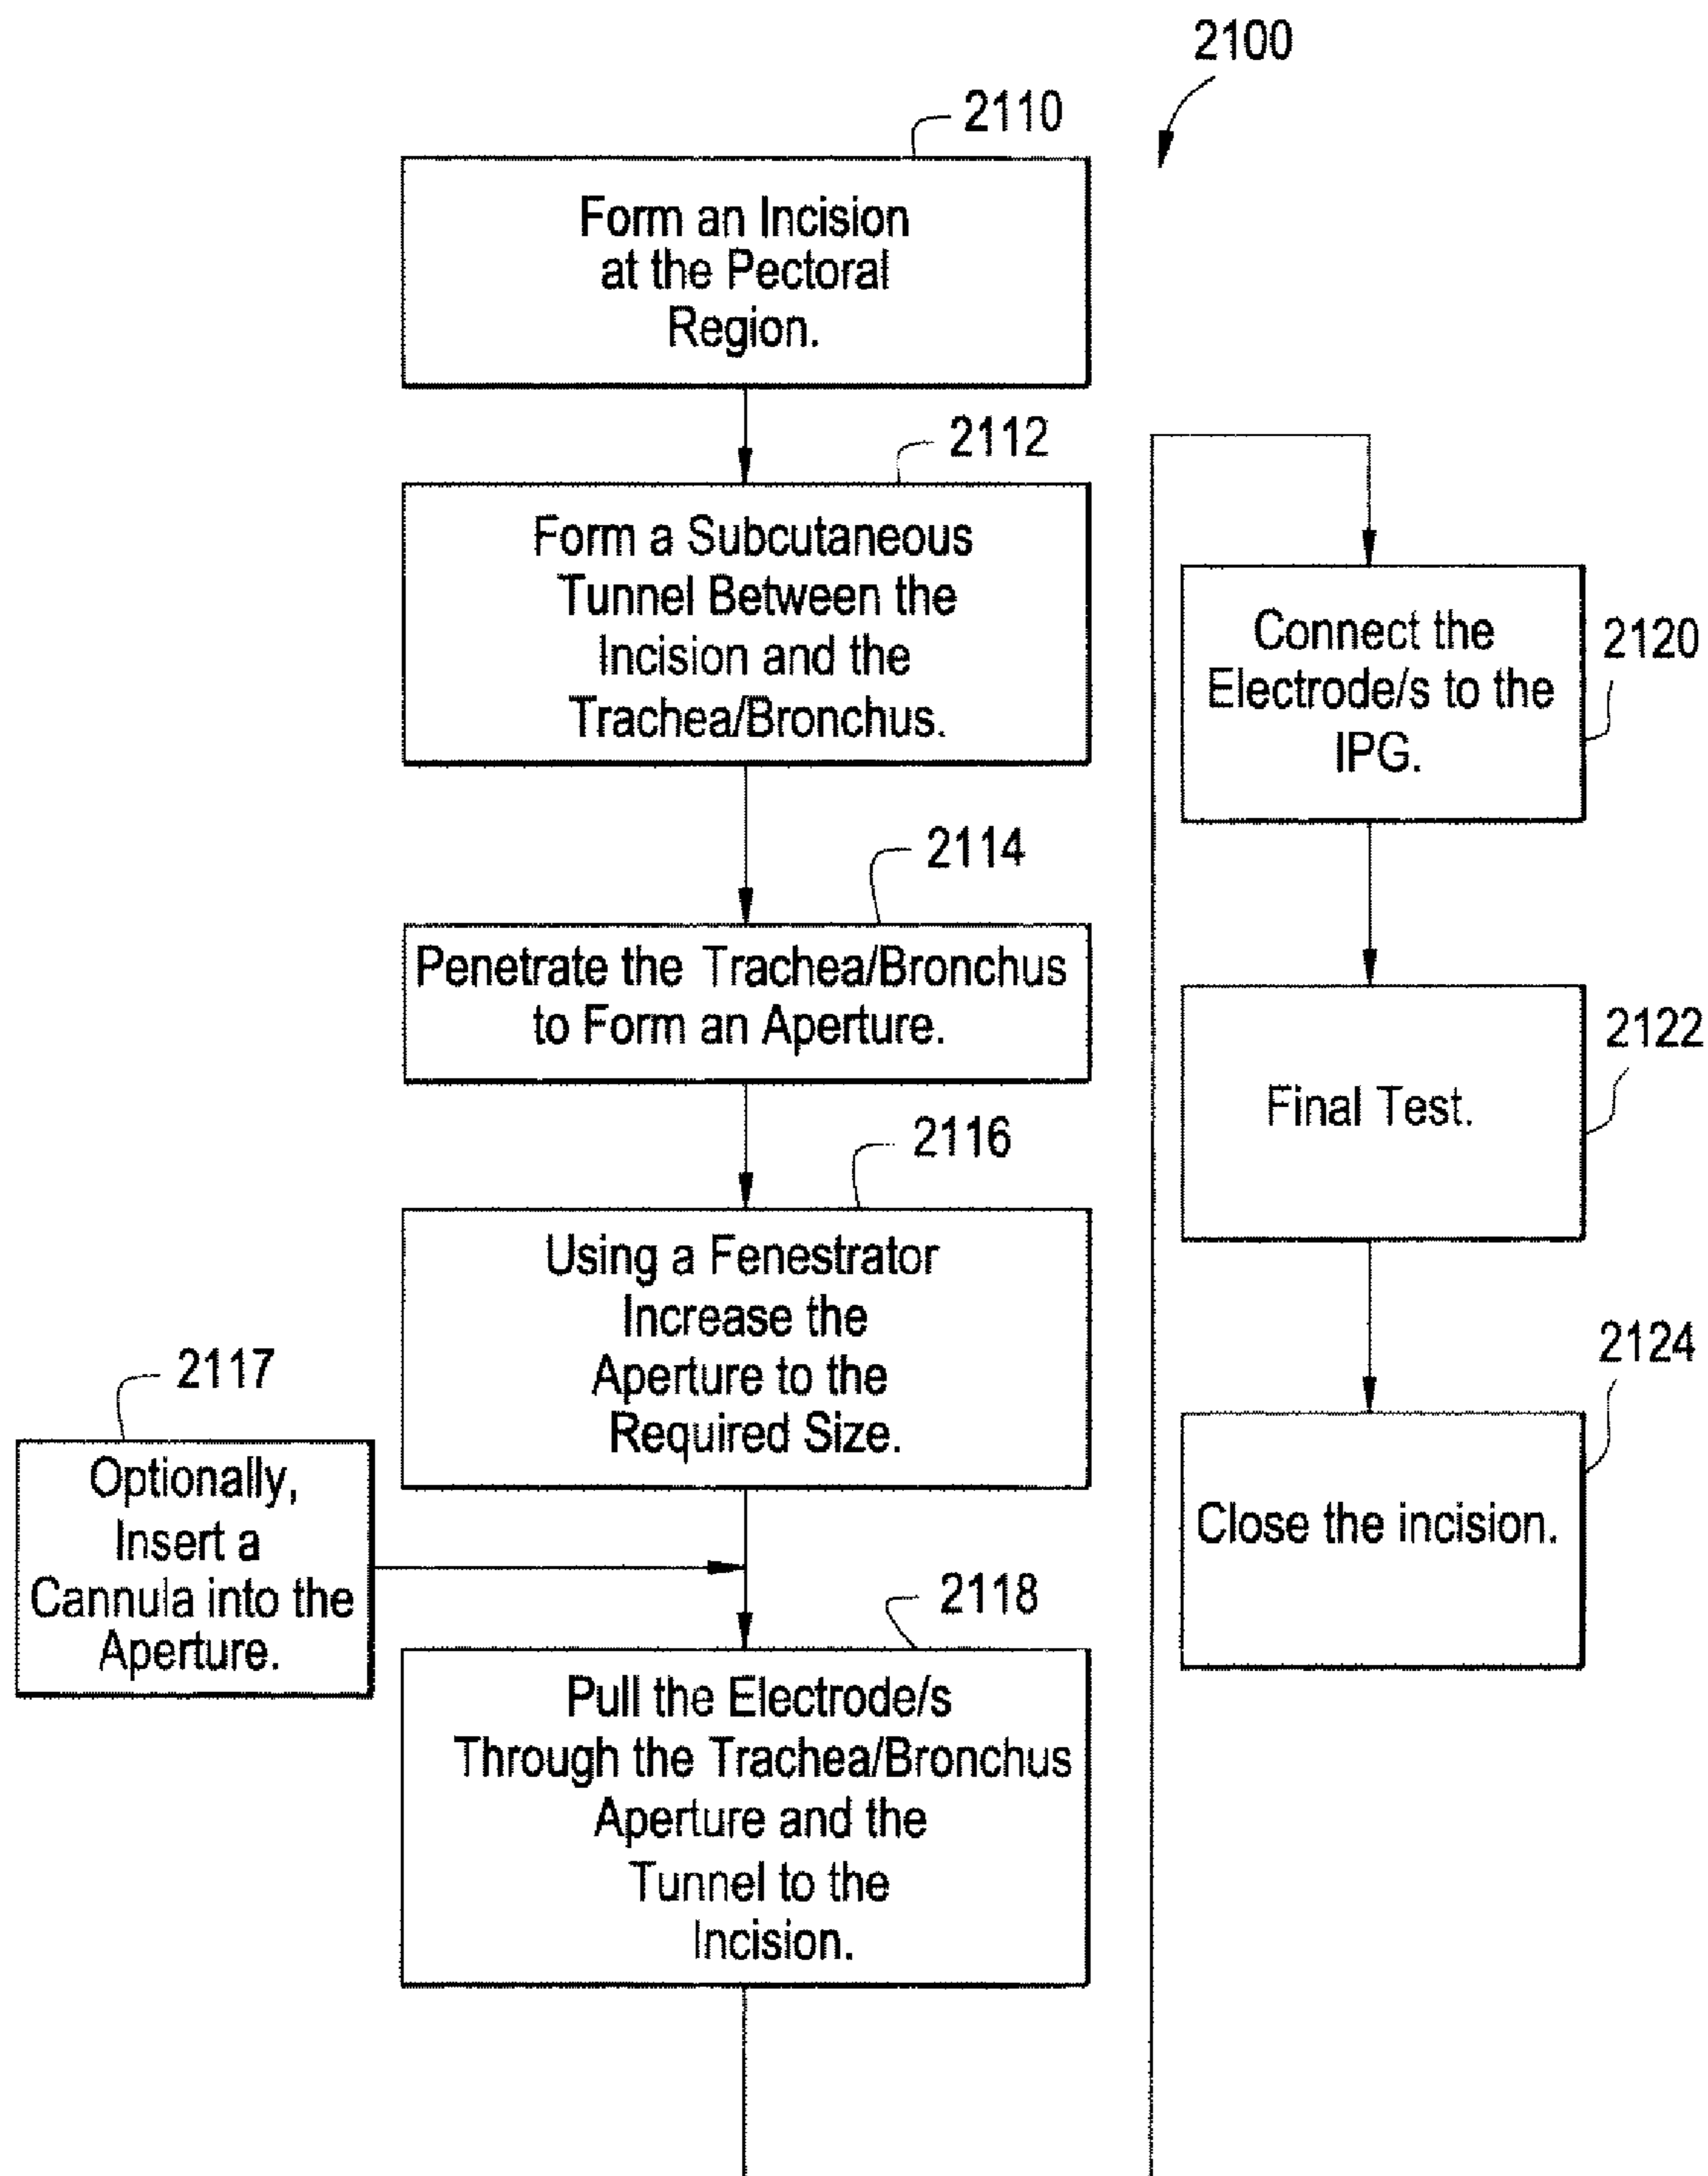 2100
2110
Form an Incision
at the Pectoral
Region.
2112
Form a Subcutaneous
Tunnel Between the
Incision and the
Trachea/Bronchus.
2114
Penetrate the Trachea/Bronchus
to Form an Aperture.
2116
Using a Fenestrator
Increase the
Aperture to the
Required Size.
2117
Optionally,
Insert a
Cannula into the
Aperture.
2118
Pull the Electrode/s
Through the Trachea/Bronchus
Aperture and the
Tunnel to the
Incision.
2120
Connect the
Electrode/s to the
IPG.
2122
Final Test.
2124
Close the incision.